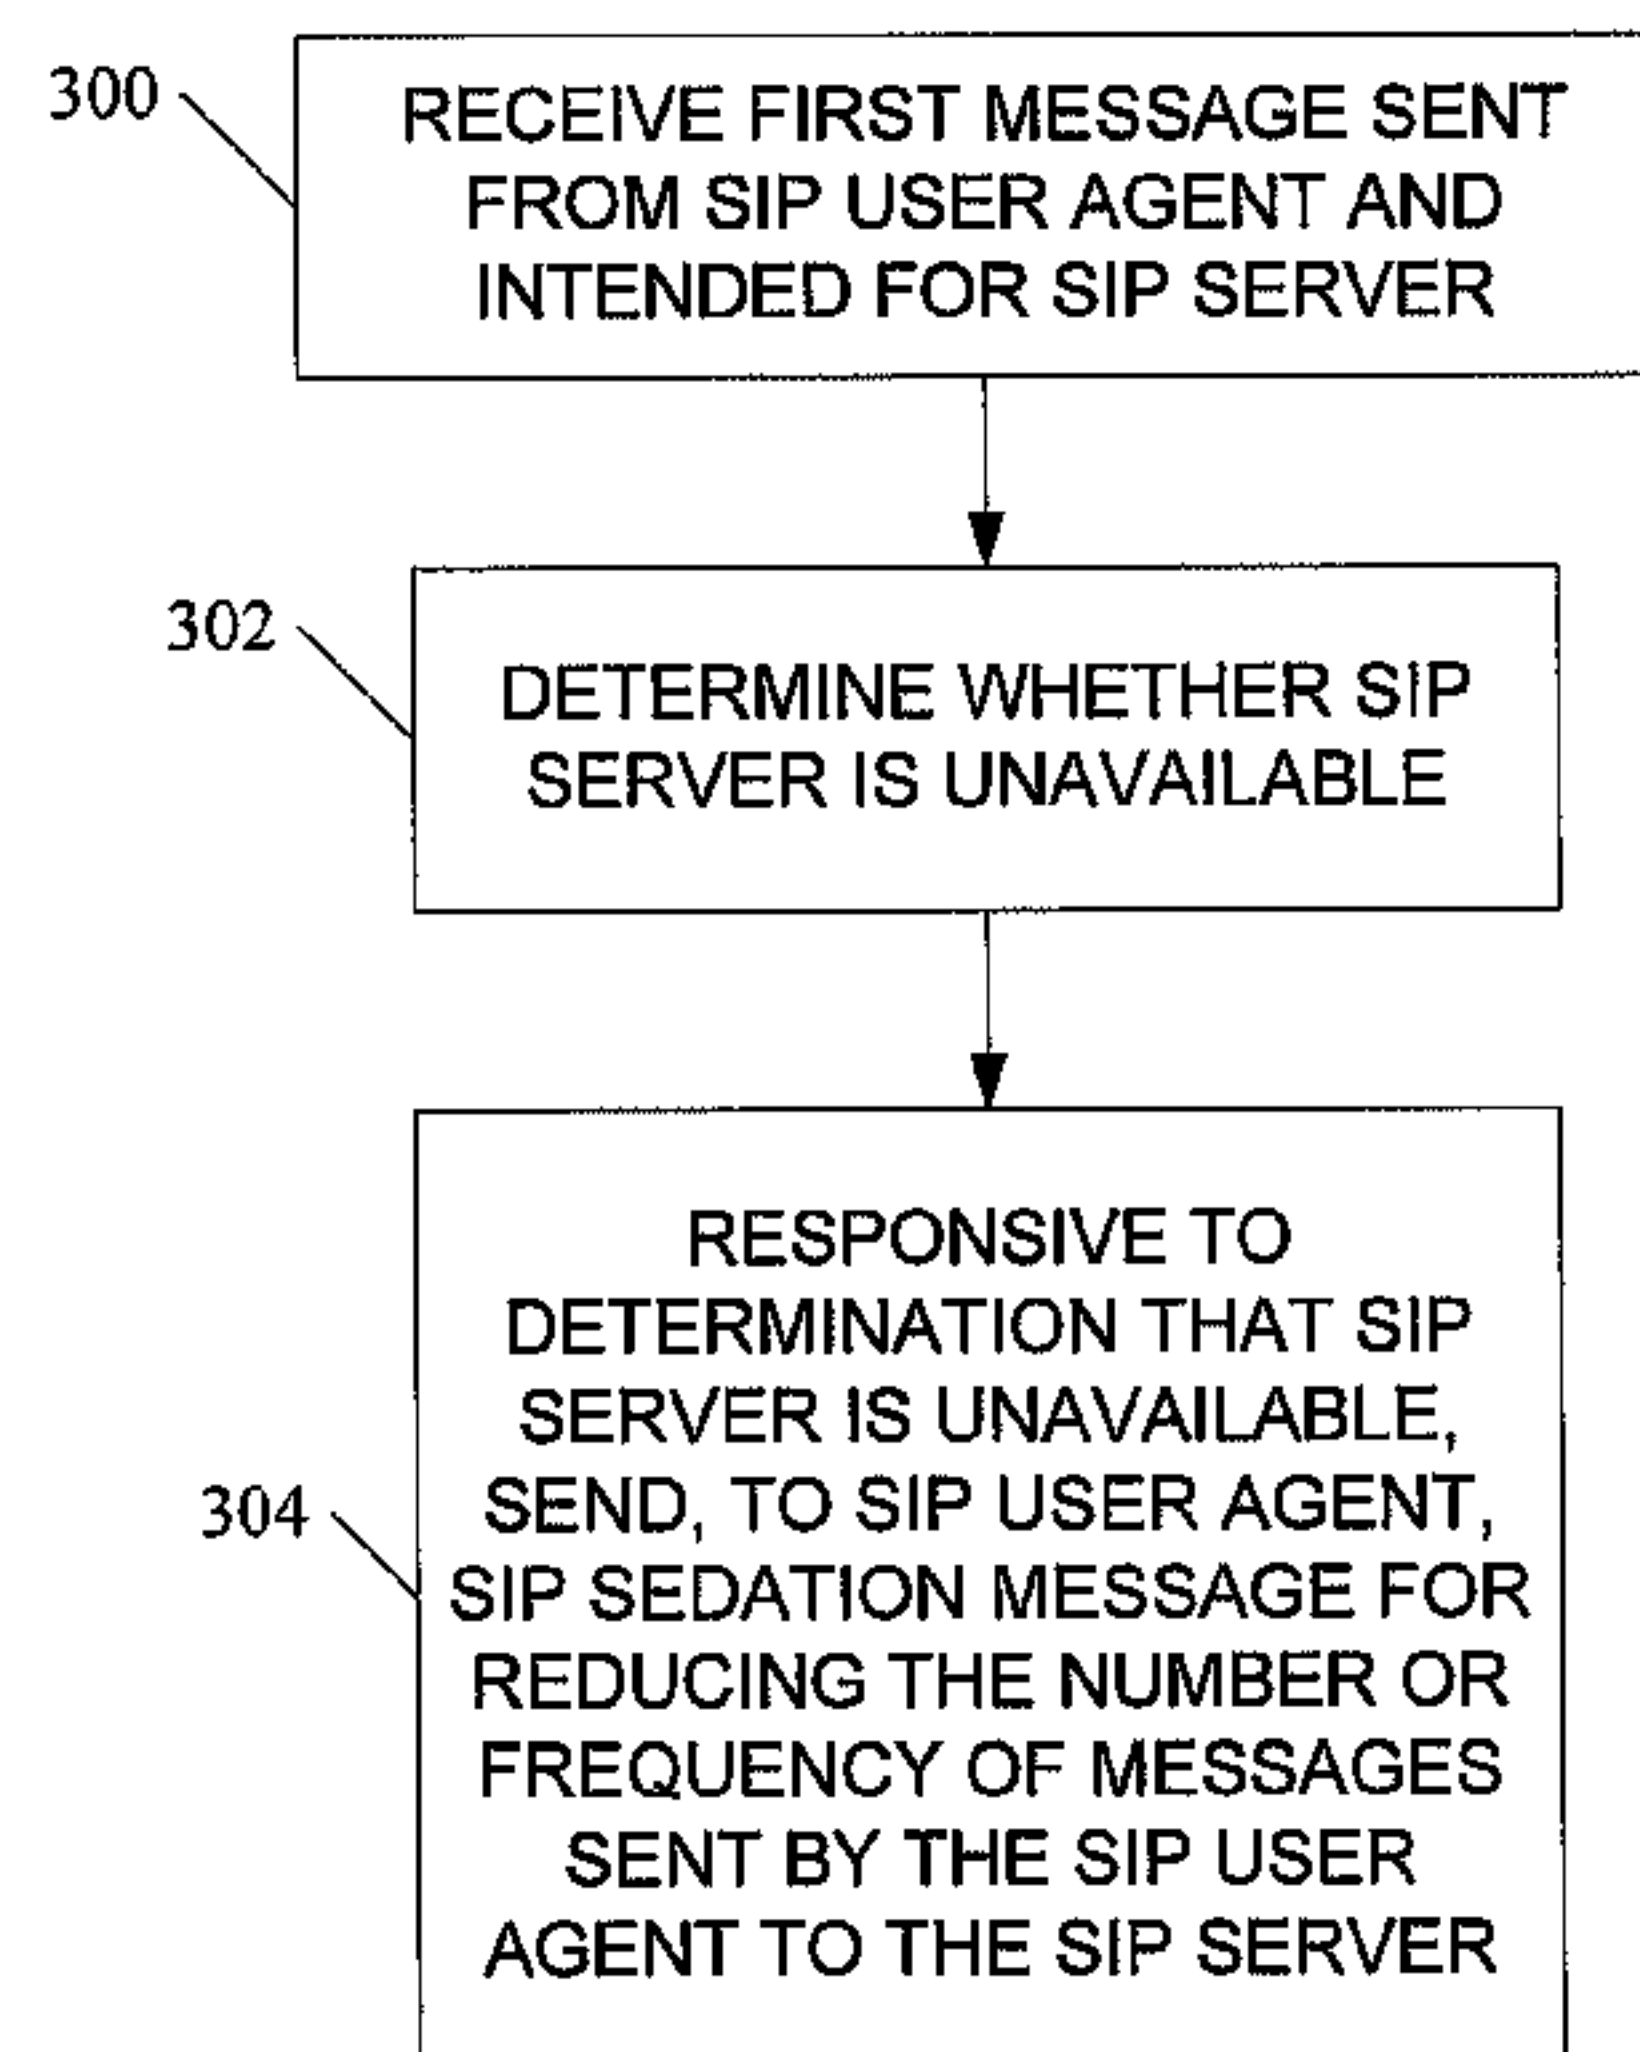 300
RECEIVE FIRST MESSAGE SENT
FROM SIP USER AGENT AND
INTENDED FOR SIP SERVER
302
DETERMINE WHETHER SIP
SERVER IS UNAVAILABLE
304
RESPONSIVE TO
DETERMINATION THAT SIP
SERVER IS UNAVAILABLE,
SEND, TO SIP USER AGENT,
SIP SEDATION MESSAGE FOR
REDUCING THE NUMBER OR
FREQUENCY OF MESSAGES
SENT BY THE SIP USER
AGENT TO THE SIP SERVER